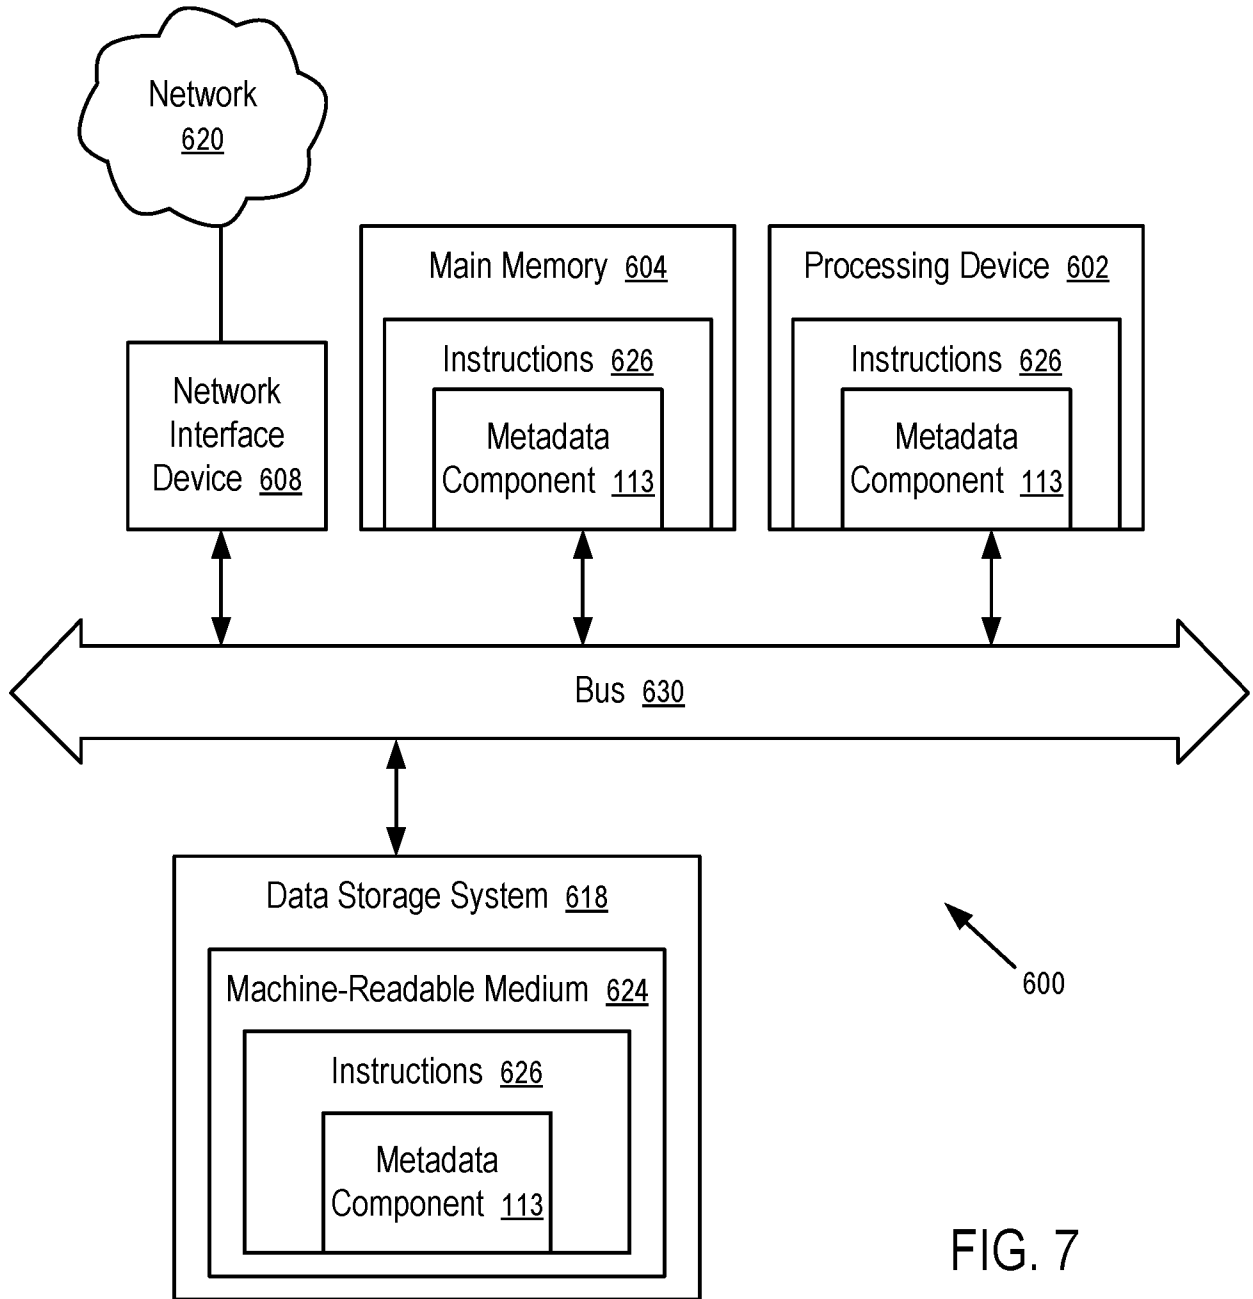 Network
620
Main Memory 604
Processing Device 602
Network
Interface
Device 608
Instructions 626
Metadata
Component 113
Instructions 626
Metadata
Component 113
Bus 630
Data Storage System 618
Machine-Readable Medium 624
Instructions 626
Metadata
Component 113
600
FIG. 7